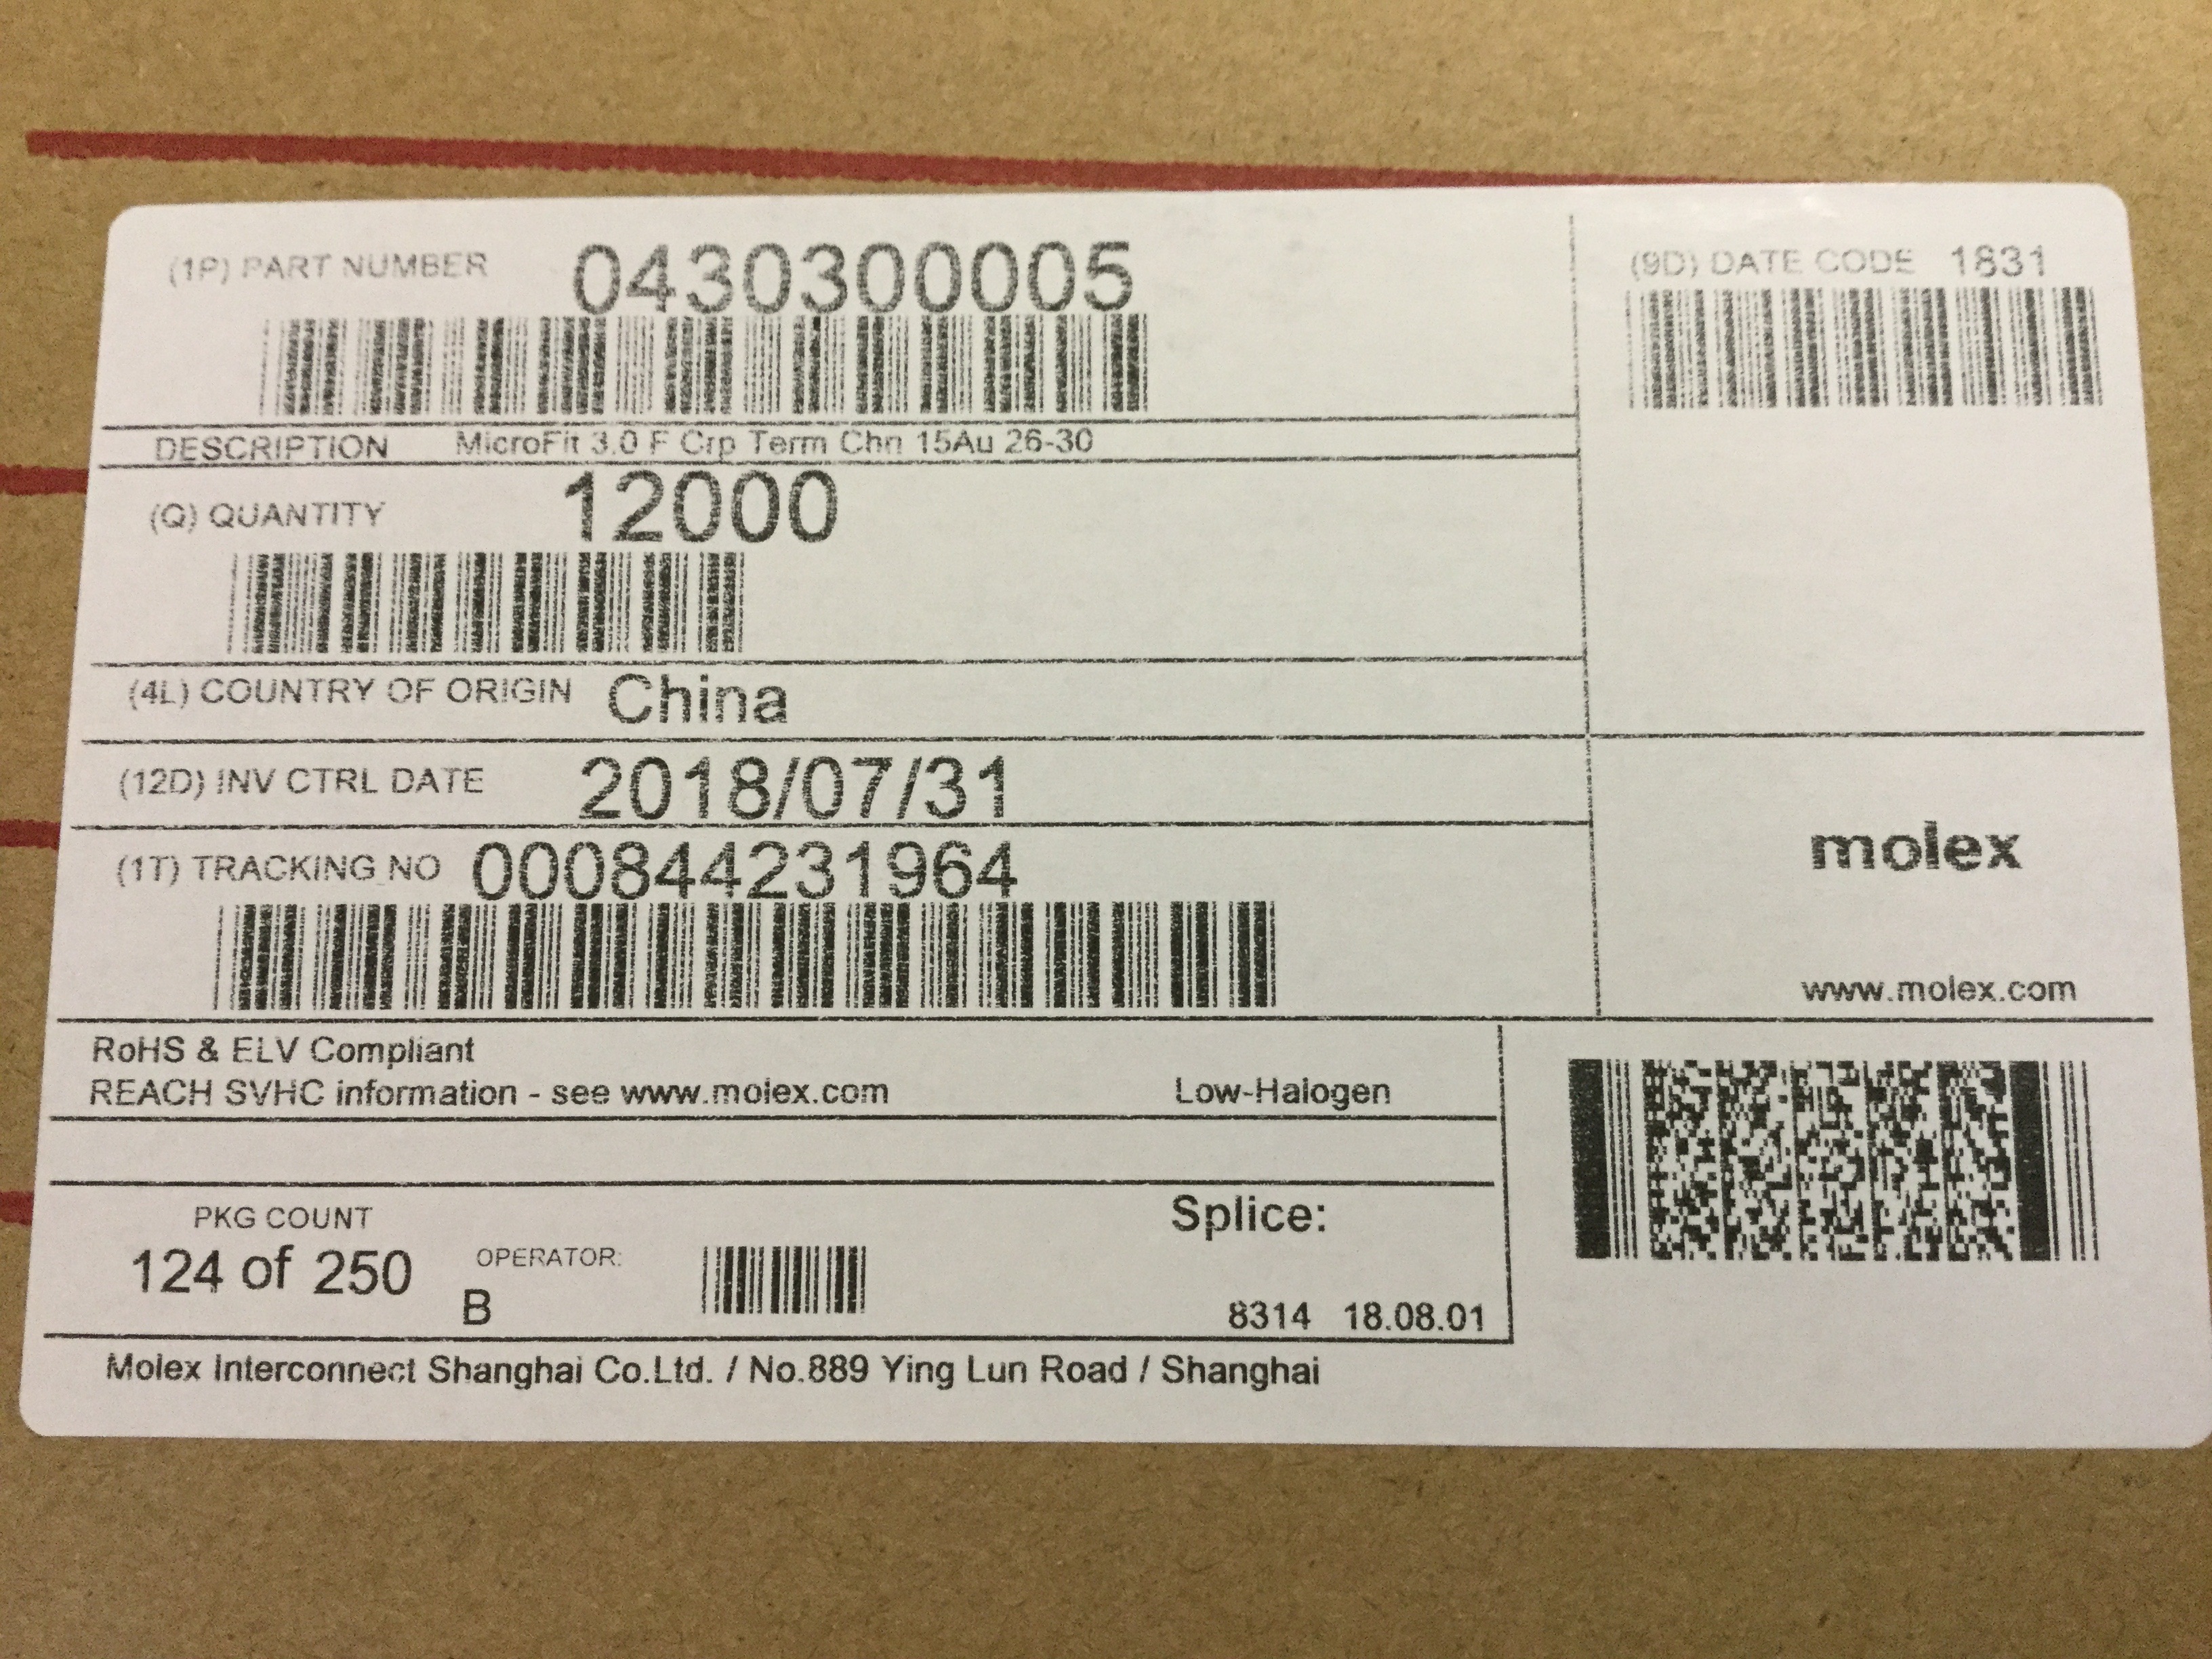 (1P) PART NUMBER 0430300005
(9D) DATE CODE 1831
DESCRIPTION MicroFit 3.0 F Crp Term Chn 15Au 26-30
(Q) QUANTITY 12000
(4L) COUNTRY OF ORIGIN China
(12D) INV CTRL DATE 2018/07/31
(1T) TRACKING NO 000844231964
molex
www.molex.com
RoHS & ELV Compliant
REACH SVHC information - see www.molex.com Low-Halogen
PKG COUNT
124 of 250
OPERATOR:
B
Splice:
8314 18.08.01
Molex Interconnect Shanghai Co.Ltd. / No.889 Ying Lun Road / Shanghai